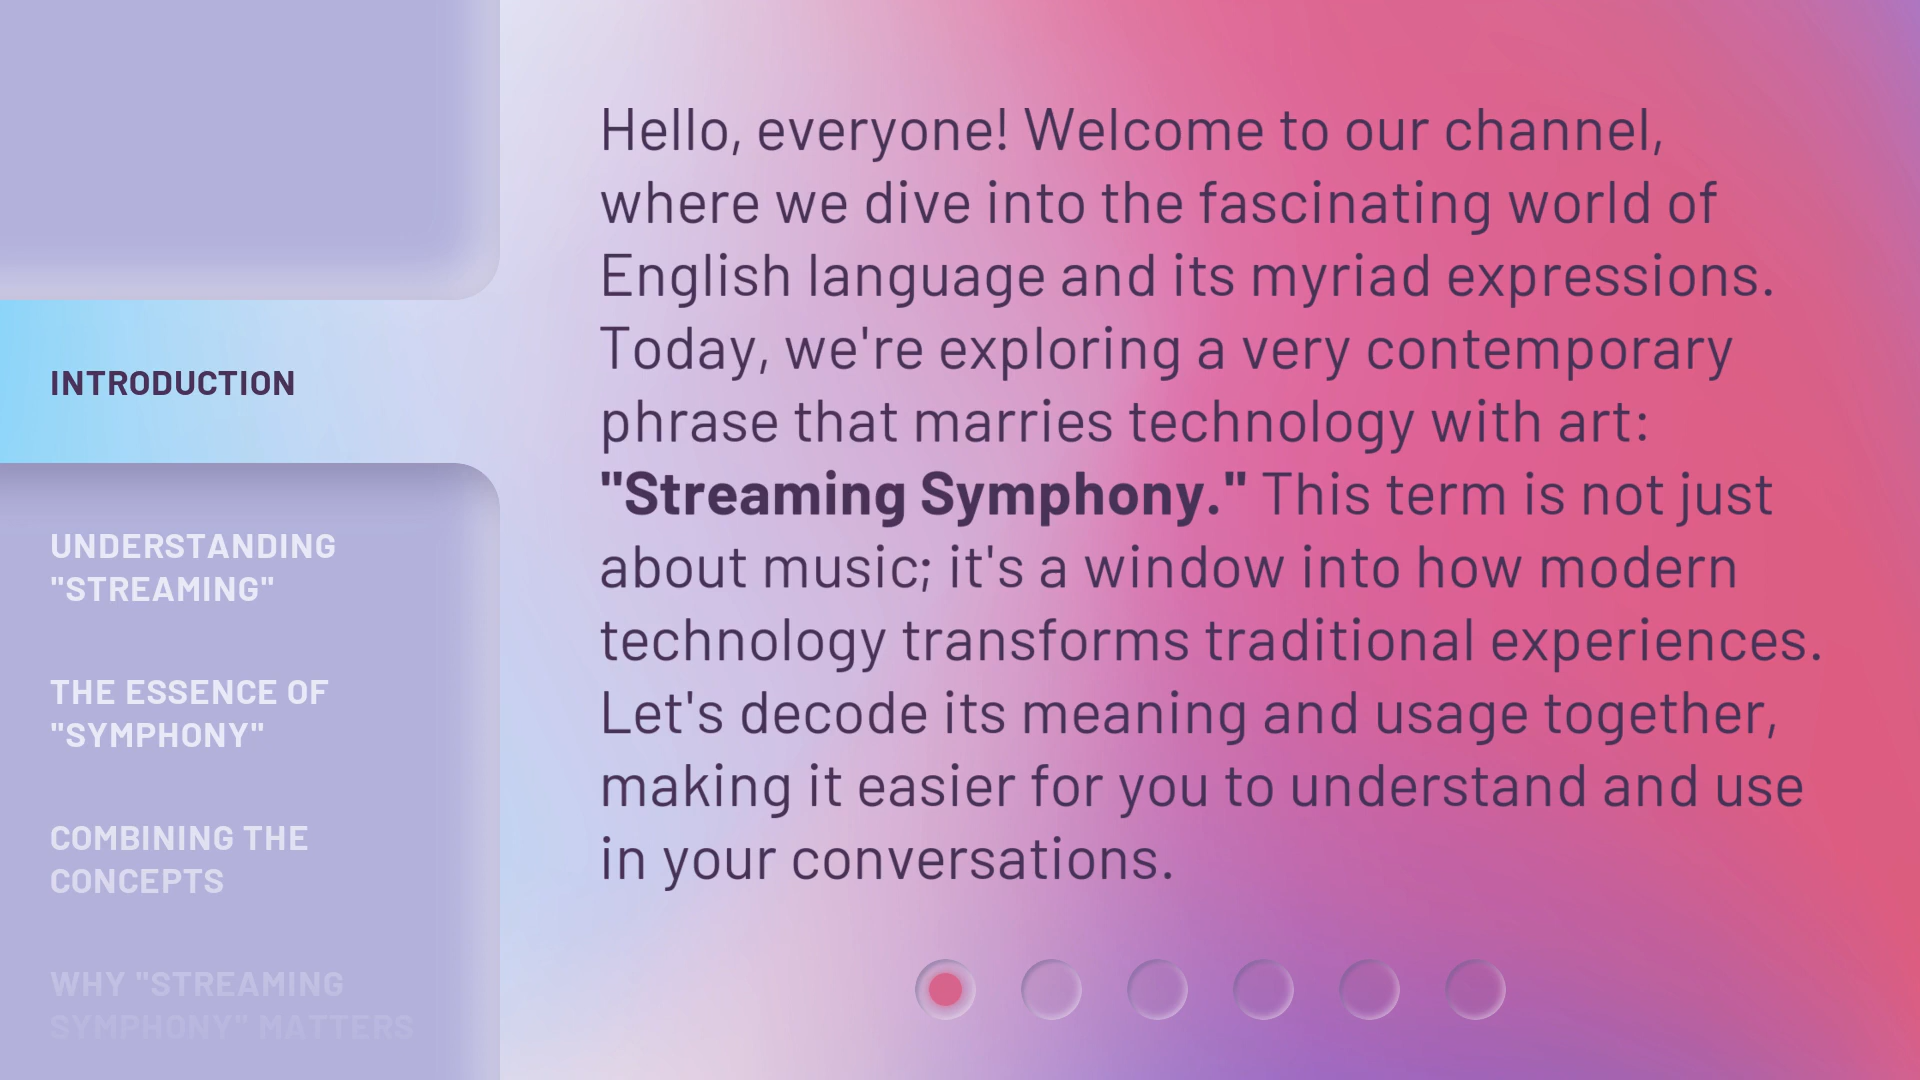 INTRODUCTION
UNDERSTANDING
"STREAMING"
THE ESSENCE OF
"SYMPHONY"
COMBINING THE
CONCEPTS
WHY "STREAMING
SYMPHONY" MATTERS
Hello, everyone! Welcome to our channel,
where we dive into the fascinating world of
English language and its myriad expressions.
Today, we're exploring a very contemporary
phrase that marries technology with art:
"Streaming Symphony." This term is not just
about music; it's a window into how modern
technology transforms traditional experiences.
Let's decode its meaning and usage together,
making it easier for you to understand and use
in your conversations.